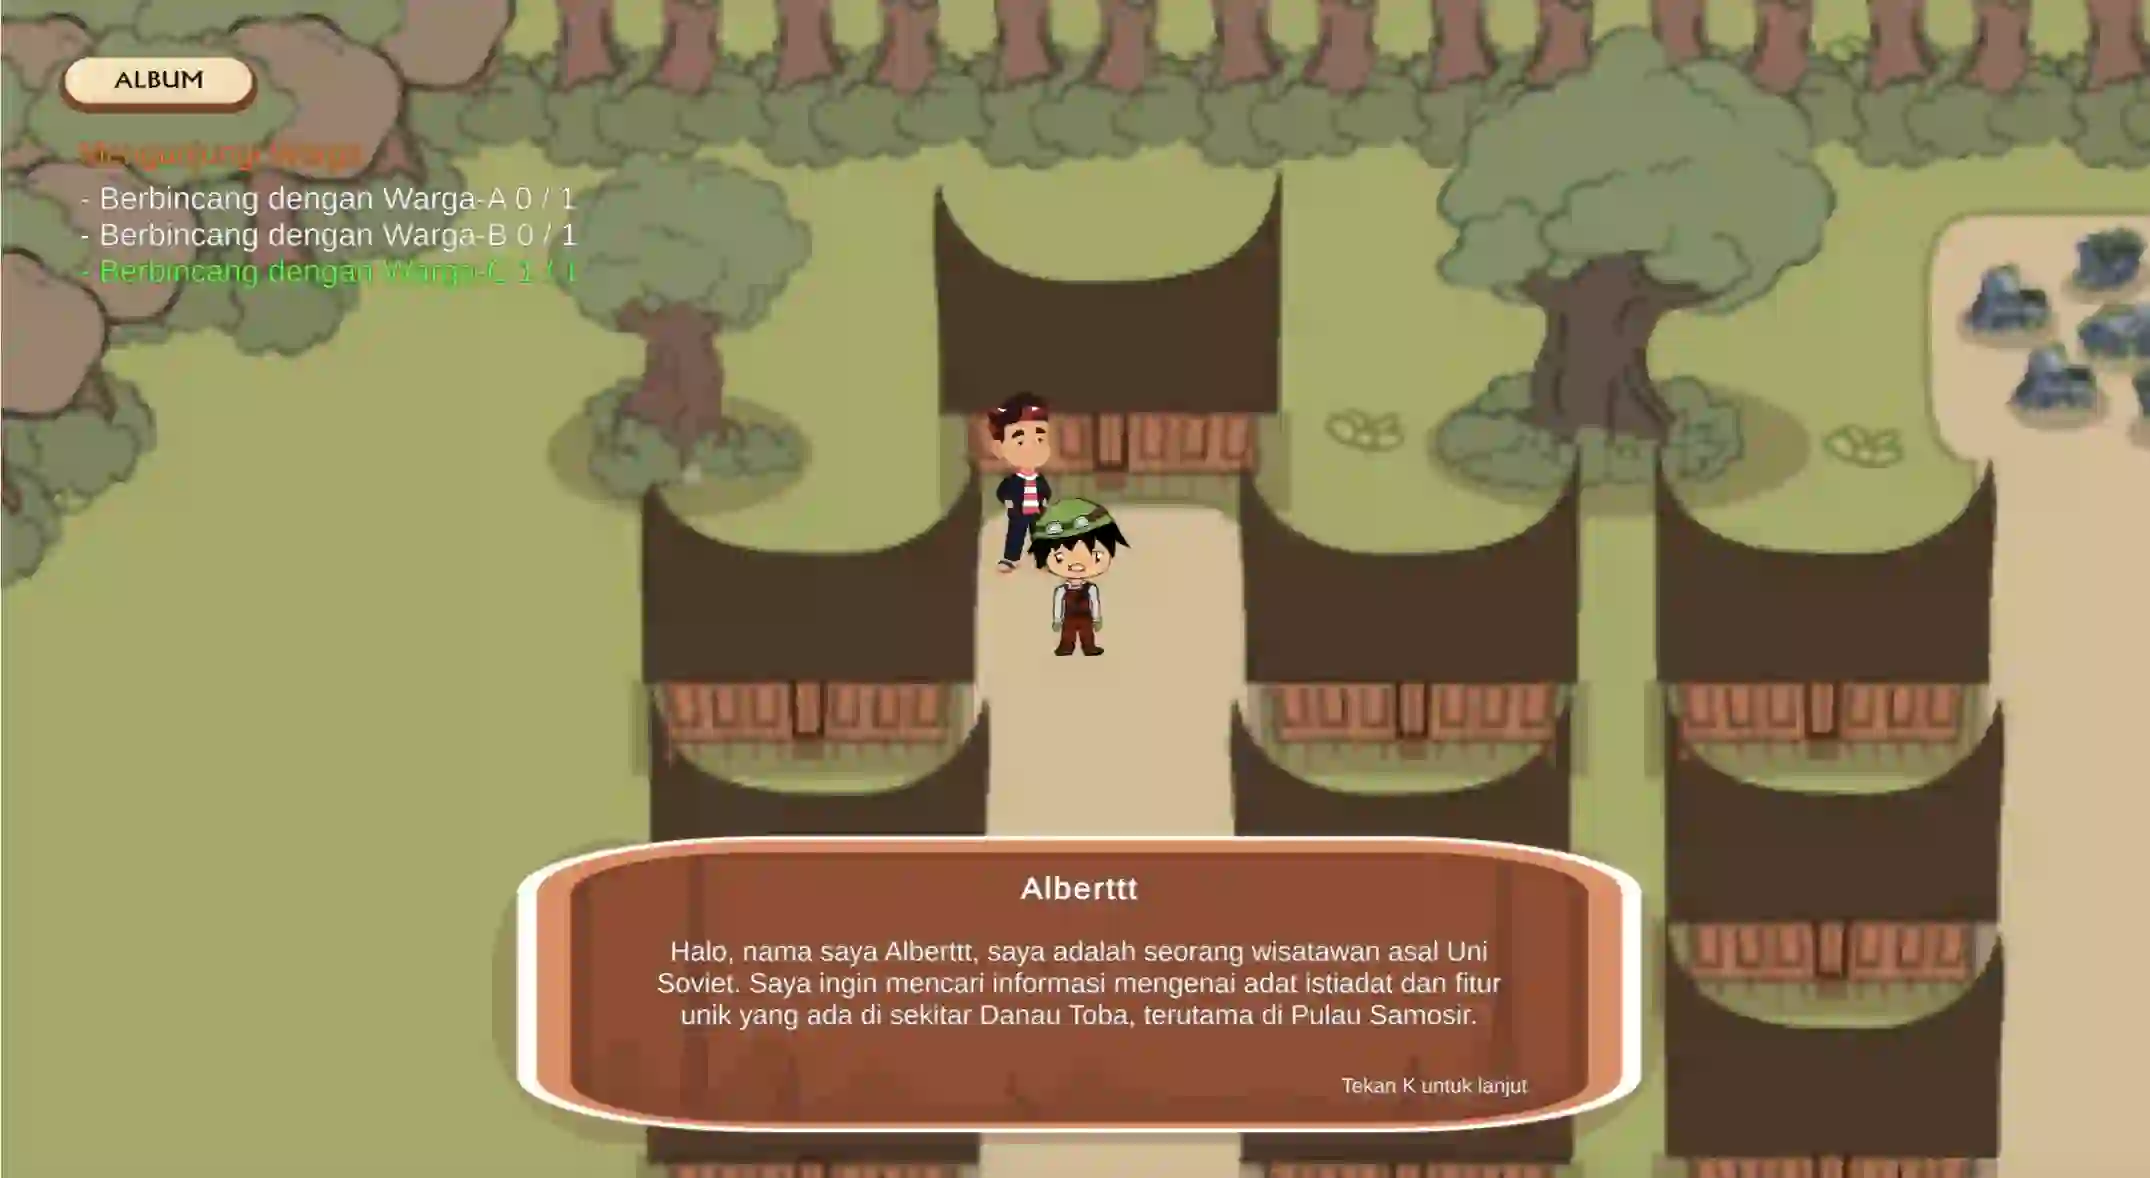 ALBUM
Mengunjungi Warga
- Berbincang dengan Warga-A 0 / 1
- Berbincang dengan Warga-B 0 / 1
- Berbincang dengan Warga-C 1 / 1
Alberttt
Halo, nama saya Alberttt, saya adalah seorang wisatawan asal Uni
Soviet. Saya ingin mencari informasi mengenai adat istiadat dan fitur
unik yang ada di sekitar Danau Toba, terutama di Pulau Samosir.
Tekan K untuk lanjut